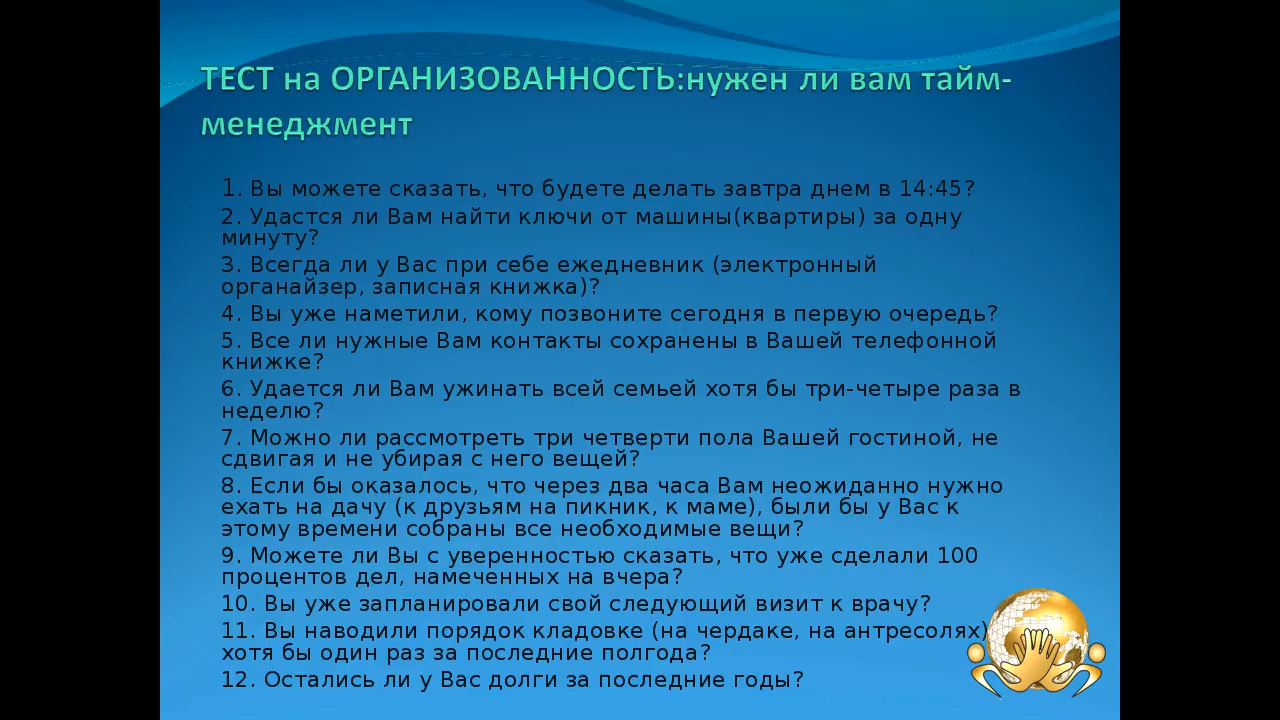 ТЕСТ на ОРГАНИЗОВАННОСТЬ:нужен ли вам тайм-
менеджмент
1. Вы можете сказать, что будете делать завтра днем в 14:45?
2. Удастся ли Вам найти ключи от машины(квартиры) за одну
минуту?
3. Всегда ли у Вас при себе ежедневник (электронный
органайзер, записная книжка)?
4. Вы уже наметили, кому позвоните сегодня в первую очередь?
5. Все ли нужные Вам контакты сохранены в Вашей телефонной
книжке?
6. Удается ли Вам ужинать всей семьей хотя бы три-четыре раза в
неделю?
7. Можно ли рассмотреть три четверти пола Вашей гостиной, не
сдвигая и не убирая с него вещей?
8. Если бы оказалось, что через два часа Вам неожиданно нужно
ехать на дачу (к друзьям на пикник, к маме), были бы у Вас к
этому времени собраны все необходимые вещи?
9. Можете ли Вы с уверенностью сказать, что уже сделали 100
процентов дел, намеченных на вчера?
10. Вы уже запланировали свой следующий визит к врачу?
11. Вы наводили порядок кладовке (на чердаке, на антресолях)
хотя бы один раз за последние полгода?
12. Остались ли у Вас долги за последние годы?